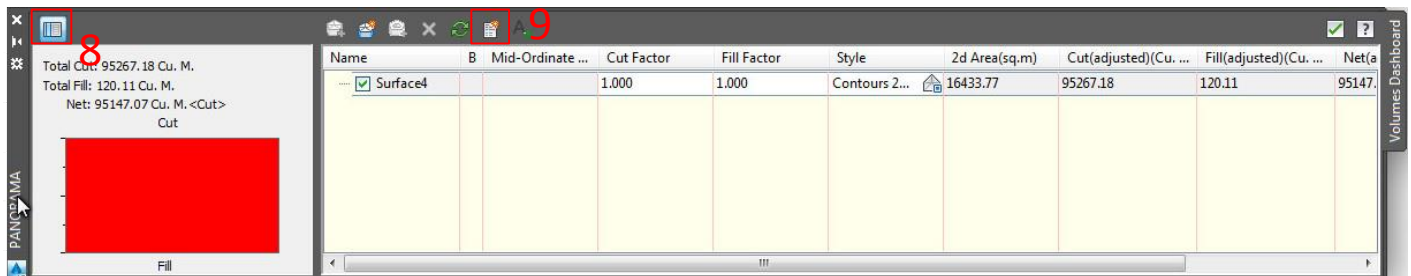 8
9
A
?
Total Cut: 95267.18 Cu. M.
Total Fill: 120.11 Cu. M.
Net: 95147.07 Cu. M.<Cut>
Cut
Fill
Name B Mid-Ordinate ... Cut Factor Fill Factor Style 2d Area(sq.m) Cut(adjusted)(Cu. ... Fill(adjusted)(Cu. ... Net(a
Surface4 1.000 1.000 Contours 2... 16433.77 95267.18 120.11 95147.
PANORAMA
Volumes Dashboard